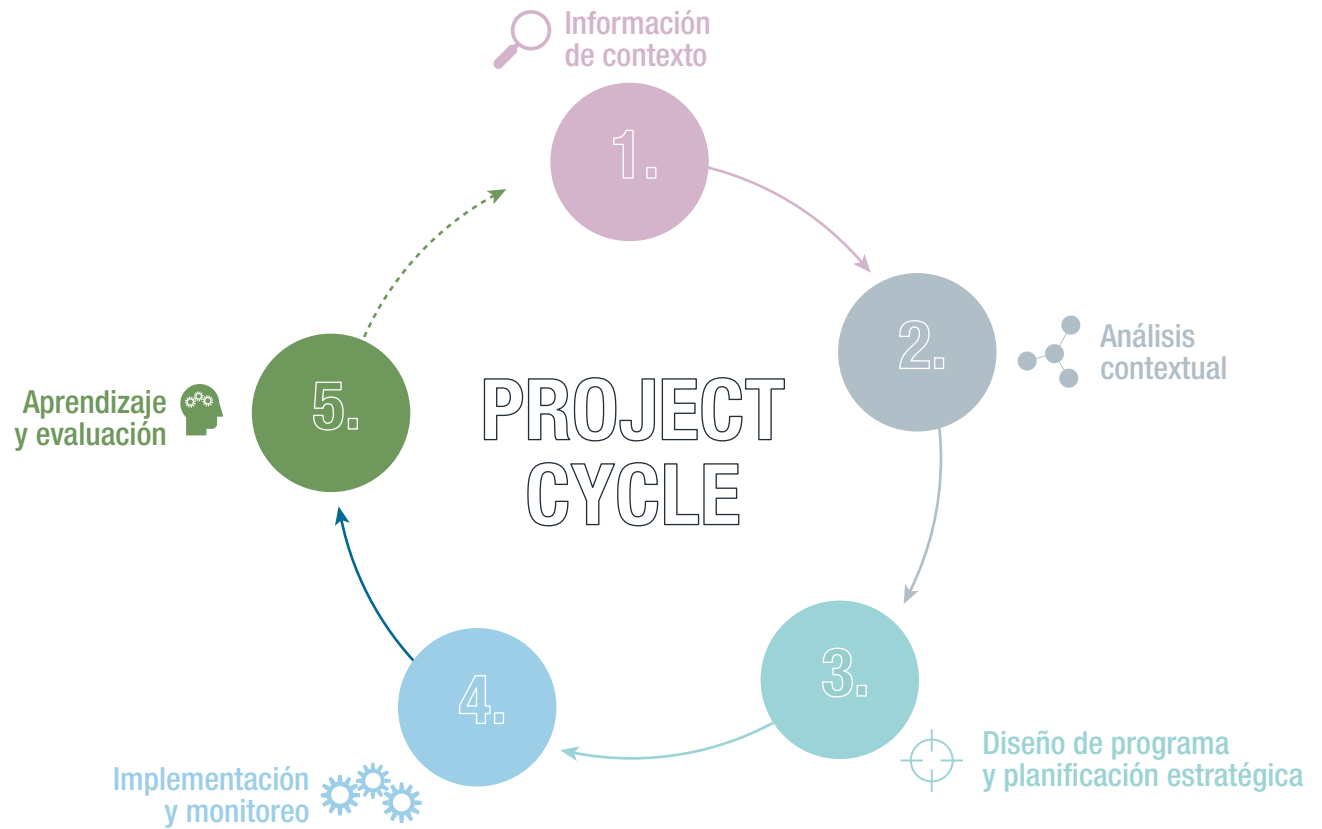 Información
de contexto
1.
2.
Análisis
contextual
PROJECT
CYCLE
3.
Diseño de programa
y planificación estratégica
4.
Implementación
y monitoreo
5.
Aprendizaje
y evaluación